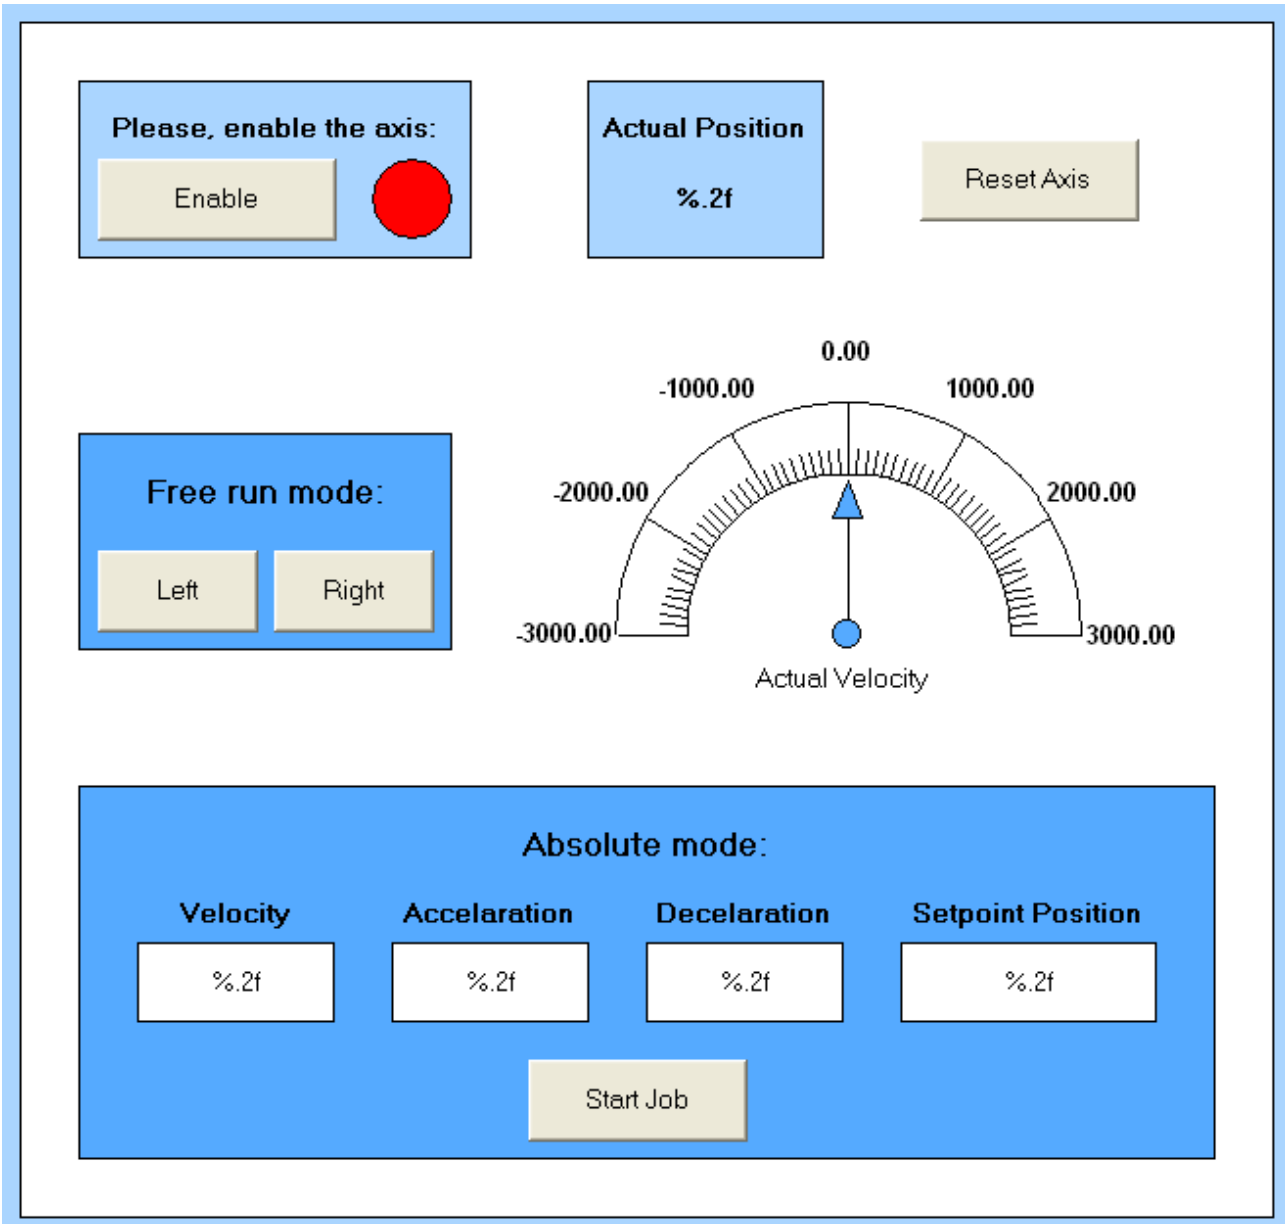 Please, enable the axis:
Enable
Actual Position
%.2f
Reset Axis
0.00
-1000.00
1000.00
-2000.00
2000.00
-3000.00
3000.00
Actual Velocity
Free run mode:
Left
Right
Absolute mode:
Velocity
Accelaration
Decelaration
Setpoint Position
%.2f
%.2f
%.2f
%.2f
Start Job